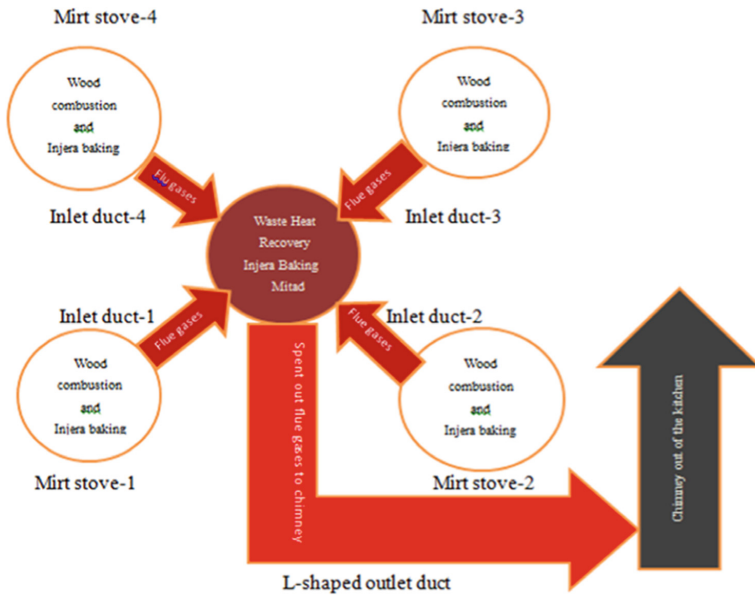 Mirt stove-4
Mirt stove-3
Wood
combustion
and
Injera baking
Wood
combustion
and
Injera baking
Flu gases
Flue gases
Inlet duct-4
Inlet duct-3
Waste Heat
Recovery
Injera Baking
Mitad
Inlet duct-1
Inlet duct-2
Flue gases
Flue gases
Wood
combustion
and
Injera baking
Wood
combustion
and
Injera baking
Mirt stove-1
Mirt stove-2
Spent out flue gases to chimney
Chimney out of the kitchen
L-shaped outlet duct